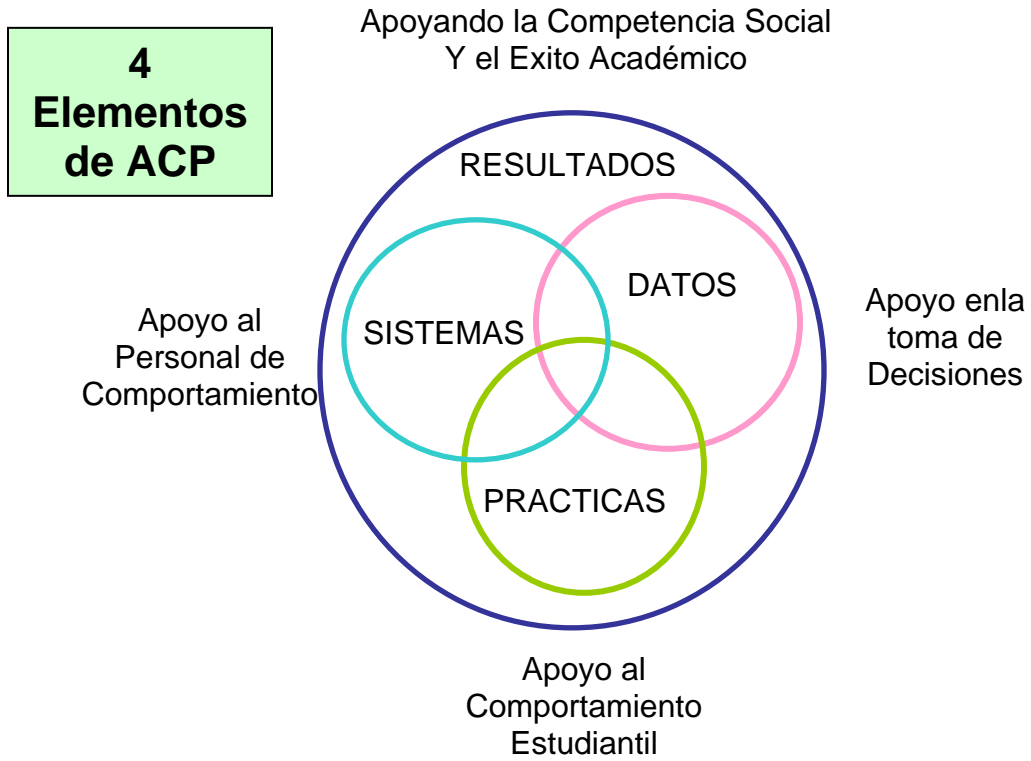 4
Elementos
de ACP
Apoyando la Competencia Social
Y el Exito Académico
RESULTADOS
DATOS
SISTEMAS
PRACTICAS
Apoyo al
Personal de
Comportamiento
Apoyo enla
toma de
Decisiones
Apoyo al
Comportamiento
Estudiantil